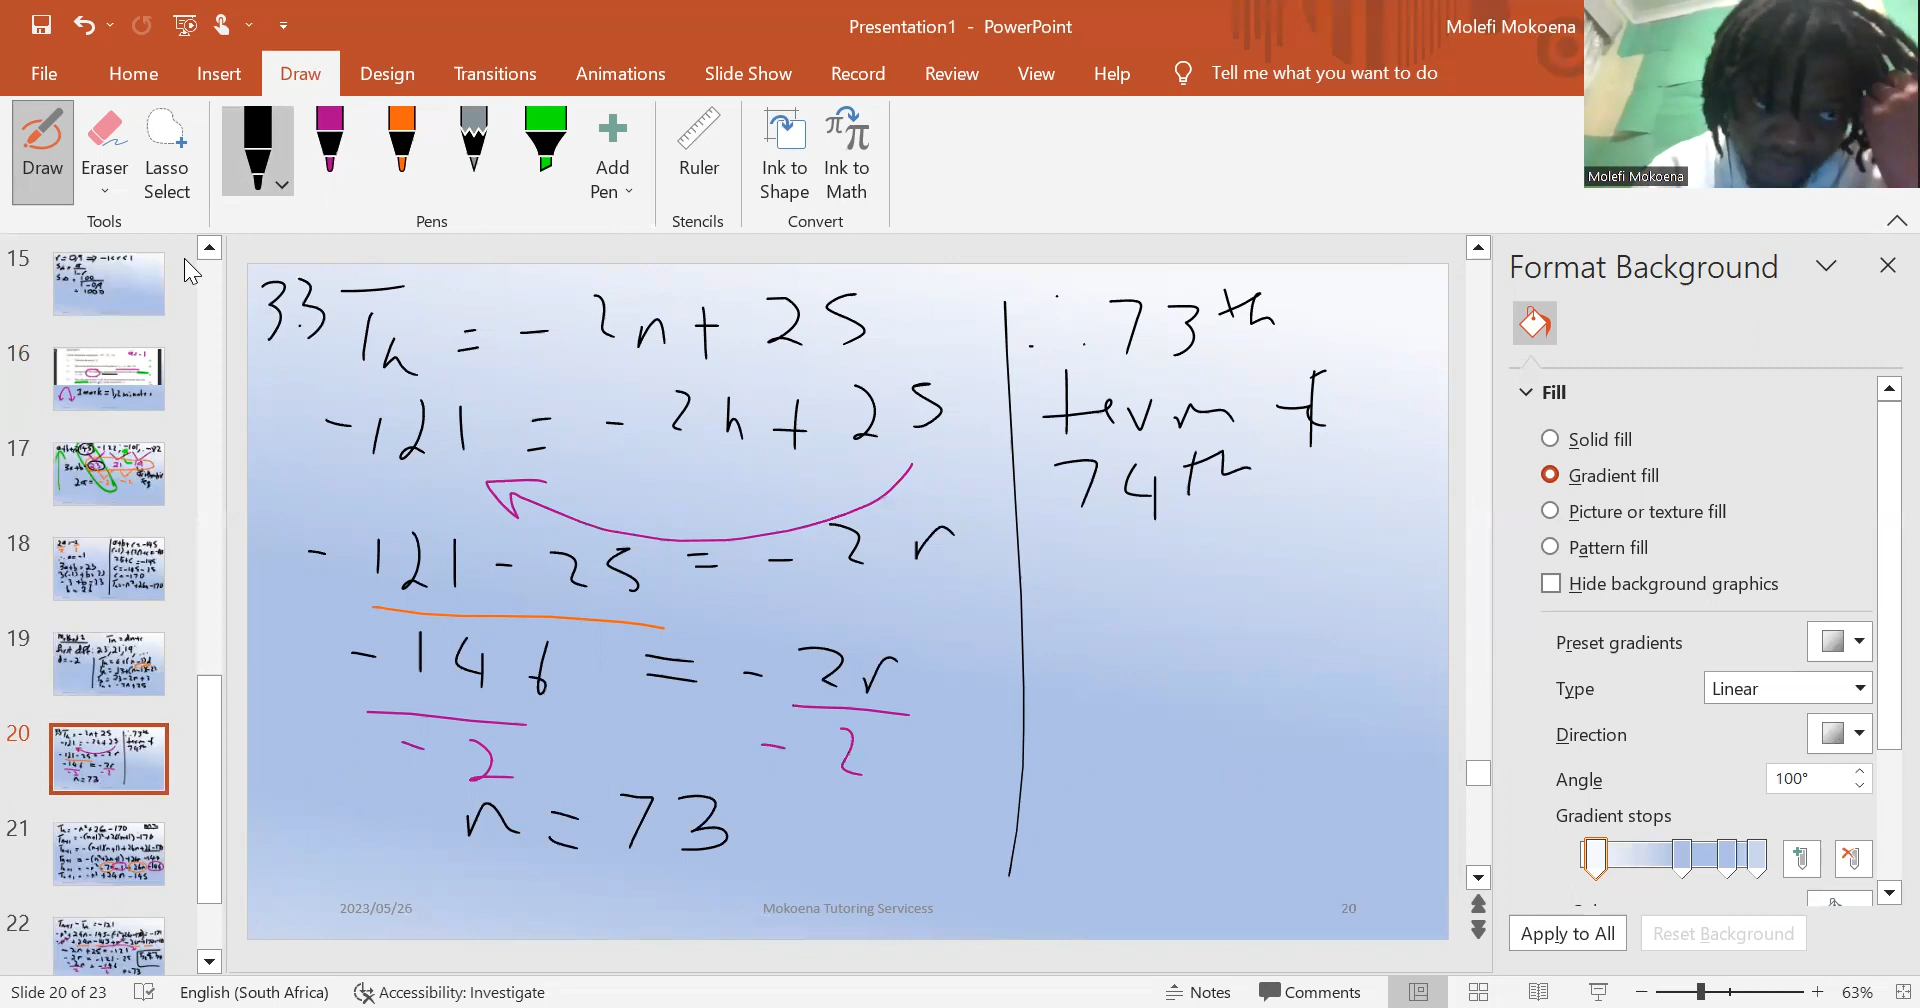 Presentation1 - PowerPoint
Molefi Mokoena
File Home Insert Draw Design Transitions Animations Slide Show Record Review View Help Tell me what you want to do
Draw Eraser Lasso Select
Add Pen
Ruler
Ink to Shape Ink to Math
Tools Pens Stencils Convert
Molefi Mokoena
15
16
17
18
19
20
21
22
3.3 Tn = -2n + 25
-121 = -2n + 25
-121 - 25 = -2n
-146 = -2n
-2 -2
n = 73
∴ 73th
term &
74th
2023/05/26 Mokoena Tutoring Servicess 20
Format Background
Fill
Solid fill
Gradient fill
Picture or texture fill
Pattern fill
Hide background graphics
Preset gradients
Type Linear
Direction
Angle 100°
Gradient stops
Apply to All Reset Background
Slide 20 of 23 English (South Africa) Accessibility: Investigate Notes Comments 63%